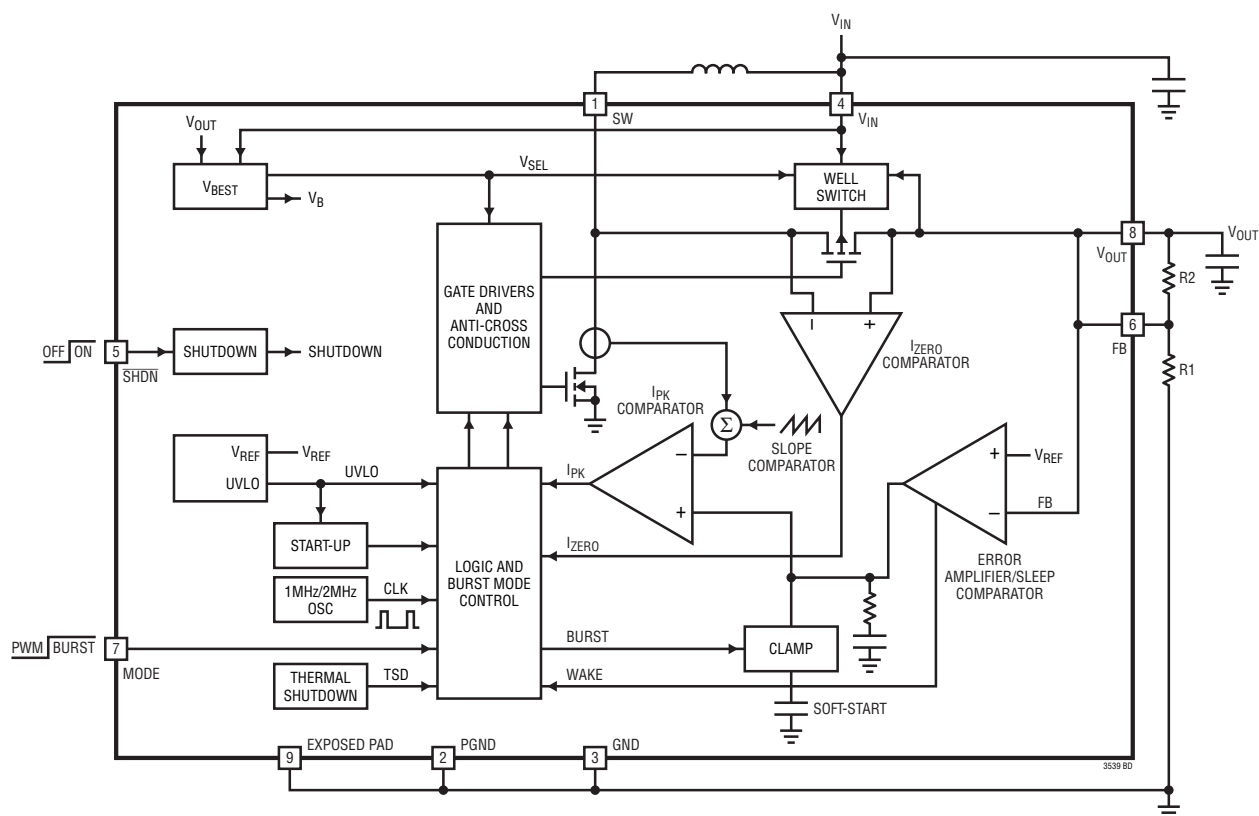 VIN
1
4
SW
VIN
VOUT
VSEL
VBEST
VB
WELL
SWITCH
8
VOUT
VOUT
R2
GATE DRIVERS
AND
ANTI-CROSS
CONDUCTION
–
+
6
FB
OFF ON
5
SHDN
SHUTDOWN
SHUTDOWN
IZERO
COMPARATOR
R1
IPK
COMPARATOR
Σ
SLOPE
COMPARATOR
VREF
VREF
UVLO
UVLO
IPK
–
+
+
VREF
–
FB
START-UP
IZERO
LOGIC AND
BURST MODE
CONTROL
ERROR
AMPLIFIER/SLEEP
COMPARATOR
1MHz/2MHz
OSC
CLK
PWM BURST
7
MODE
BURST
CLAMP
THERMAL
SHUTDOWN
TSD
WAKE
SOFT-START
9
EXPOSED PAD
2
PGND
3
GND
3539 BD